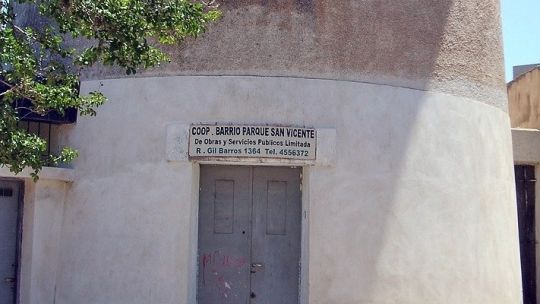 COOP . BARRIO PARQUE SAN VICENTE
De Obras y Servicios Publicos Limitada
R . Gil Barros 1364 Tel. 4556372